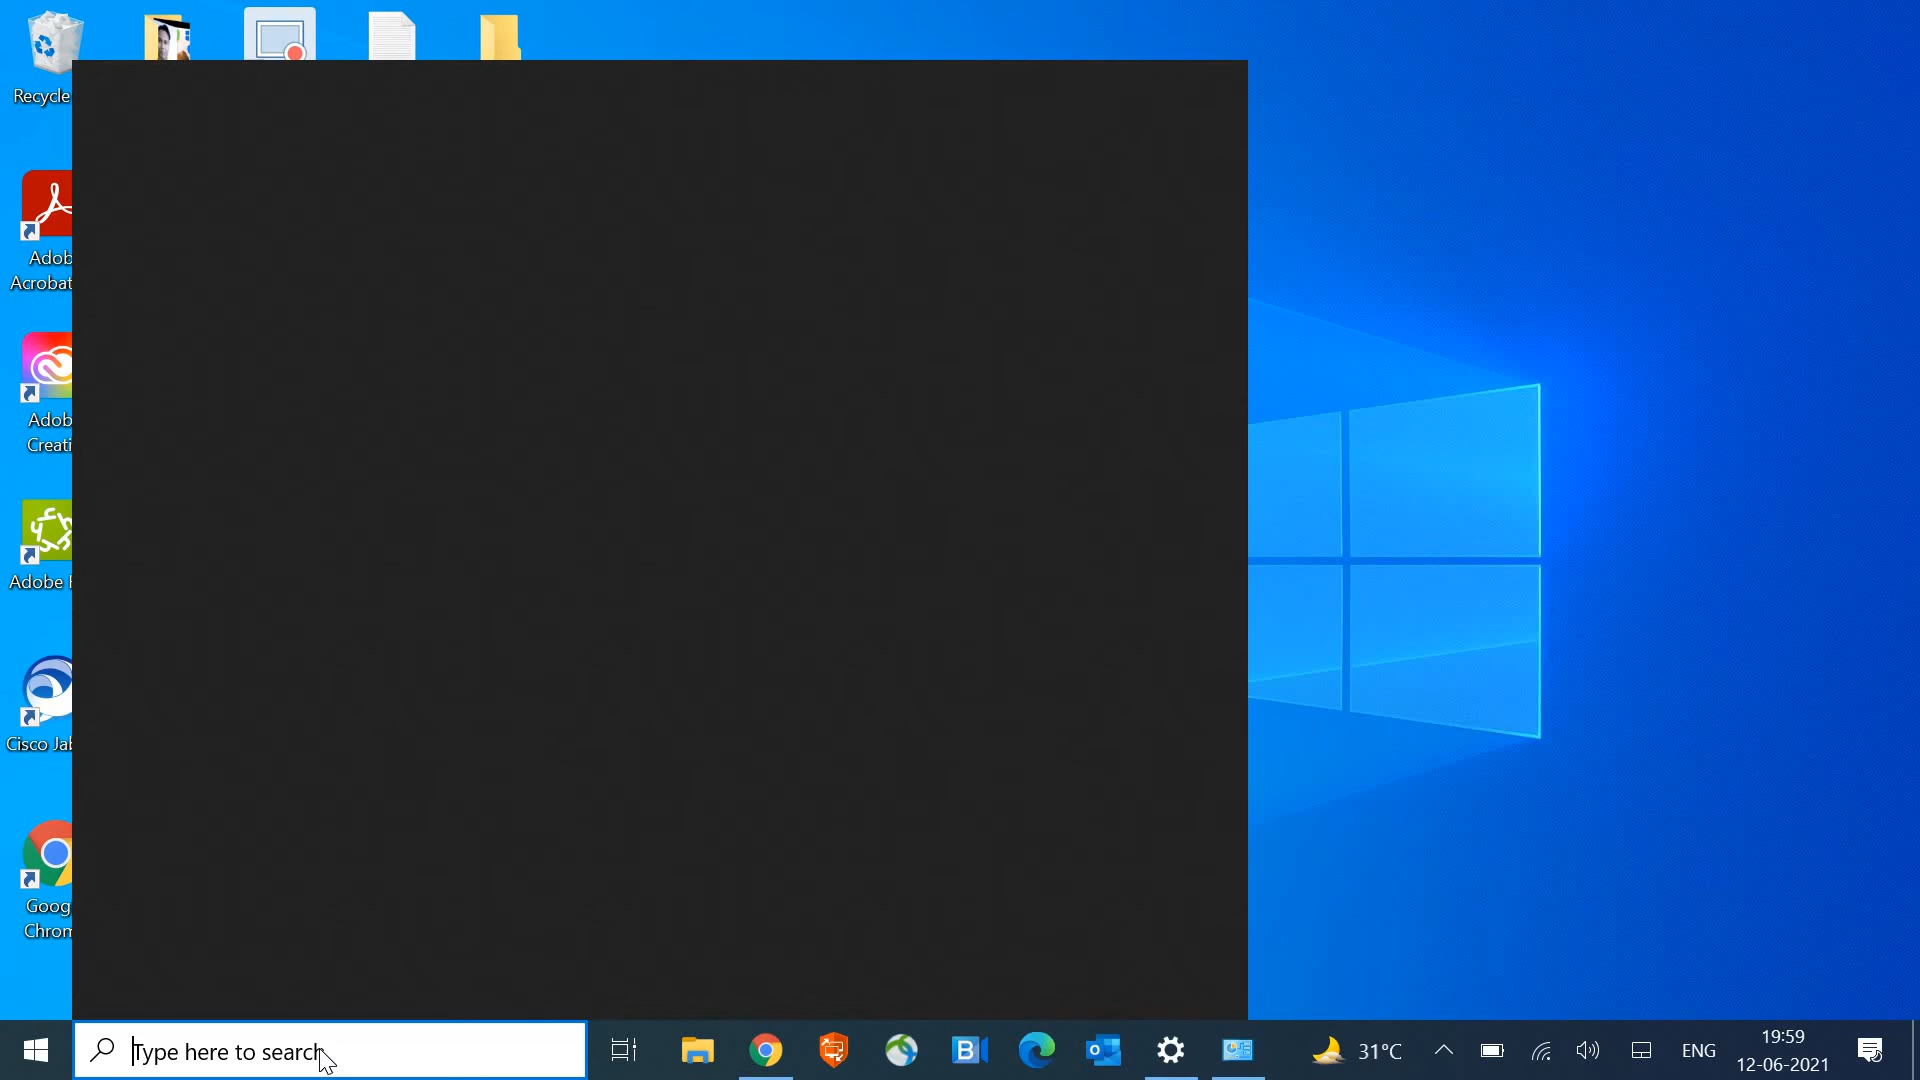 Recycle
Adob
Acrobat
Adob
Creati
Adobe
Cisco Jab
Goog
Chrom
Type here to search
31°C
ENG
19:59
12-06-2021